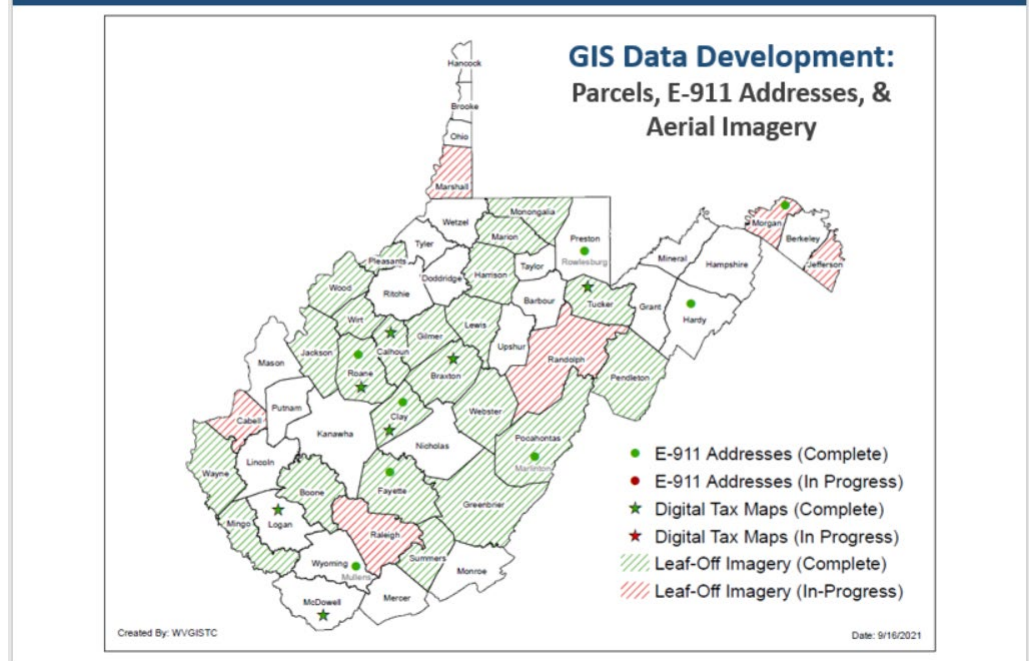 GIS Data Development:
Parcels, E-911 Addresses, &
Aerial Imagery
Hancock
Brooke
Ohio
Marshall
Wetzel
Monongalia
Marion
Preston
Rowlesburg
Morgan
Berkeley
Jefferson
Tyler
Pleasants
Doddridge
Harrison
Taylor
Mineral
Hampshire
Wood
Ritchie
Barbour
Tucker
Grant
Hardy
Wirt
Jackson
Calhoun
Gilmer
Lewis
Upshur
Randolph
Pendleton
Mason
Roane
Braxton
Putnam
Cabell
Clay
Webster
Kanawha
Nicholas
Pocahontas
Marlinton
Wayne
Lincoln
Boone
Fayette
Greenbrier
Mingo
Logan
Raleigh
Summers
Wyoming
Mullens
Monroe
McDowell
Mercer
E-911 Addresses (Complete)
E-911 Addresses (In Progress)
Digital Tax Maps (Complete)
Digital Tax Maps (In Progress)
Leaf-Off Imagery (Complete)
Leaf-Off Imagery (In-Progress)
Created By: WVGISTC
Date: 9/16/2021